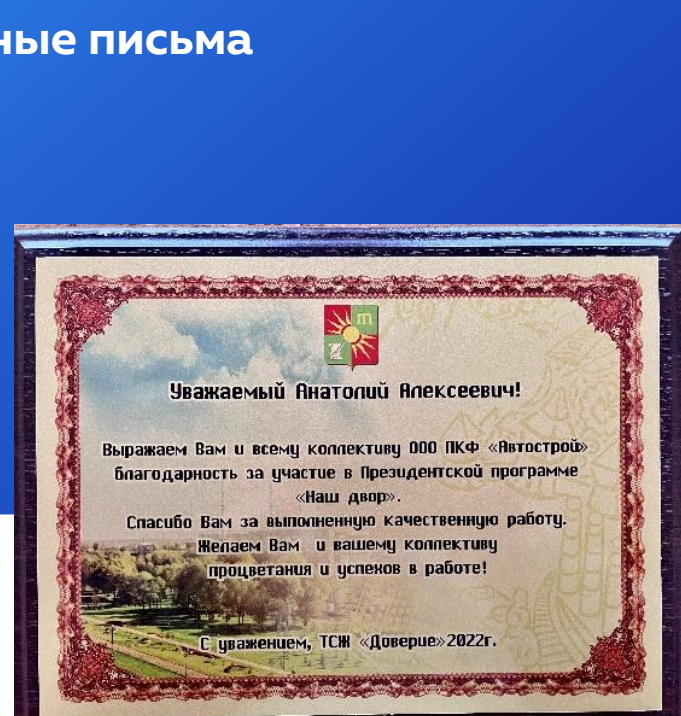 ные письма
m
Уважаемый Анатолий Алексеевич!
Выражаем Вам и всему коллективу ООО ПКФ «Автострой»
благодарность за участие в Президентской программе
«Наш двор».
Спасибо Вам за выполненную качественную работу.
Желаем Вам и вашему коллективу
процветания и успехов в работе!
С уважением, ТСЖ «Доверие»2022г.